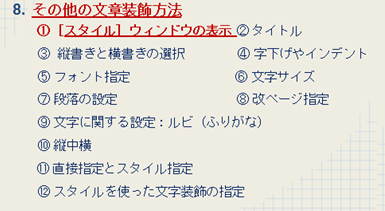 8. その他の文章装飾方法
① [スタイル] ウィンドウの表示 ② タイトル
③ 縦書きと横書きの選択 ④ 字下げやインデント
⑤ フォント指定 ⑥ 文字サイズ
⑦ 段落の設定 ⑧ 改ページ指定
⑨ 文字に関する設定:ルビ(ふりがな)
⑩ 縦中横
⑪ 直接指定とスタイル指定
⑫ スタイルを使った文字装飾の指定